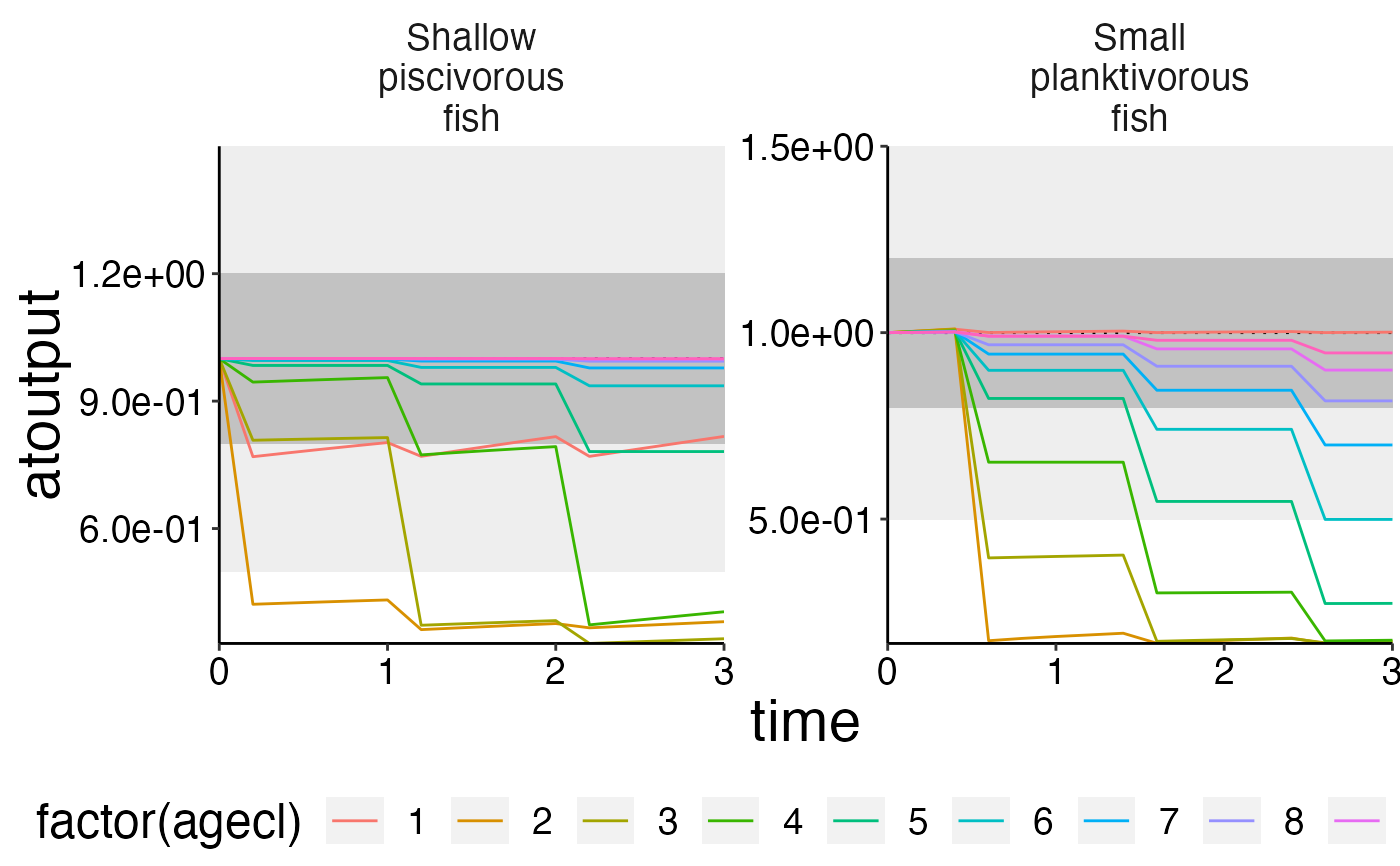 Shallow
piscivorous
fish
Small
planktivorous
fish
atoutput
1.2e+00
9.0e-01
6.0e-01
0 1 2 3
1.5e+00
1.0e+00
5.0e-01
0 1 2 3
time
factor(agecl) 1 2 3 4 5 6 7 8